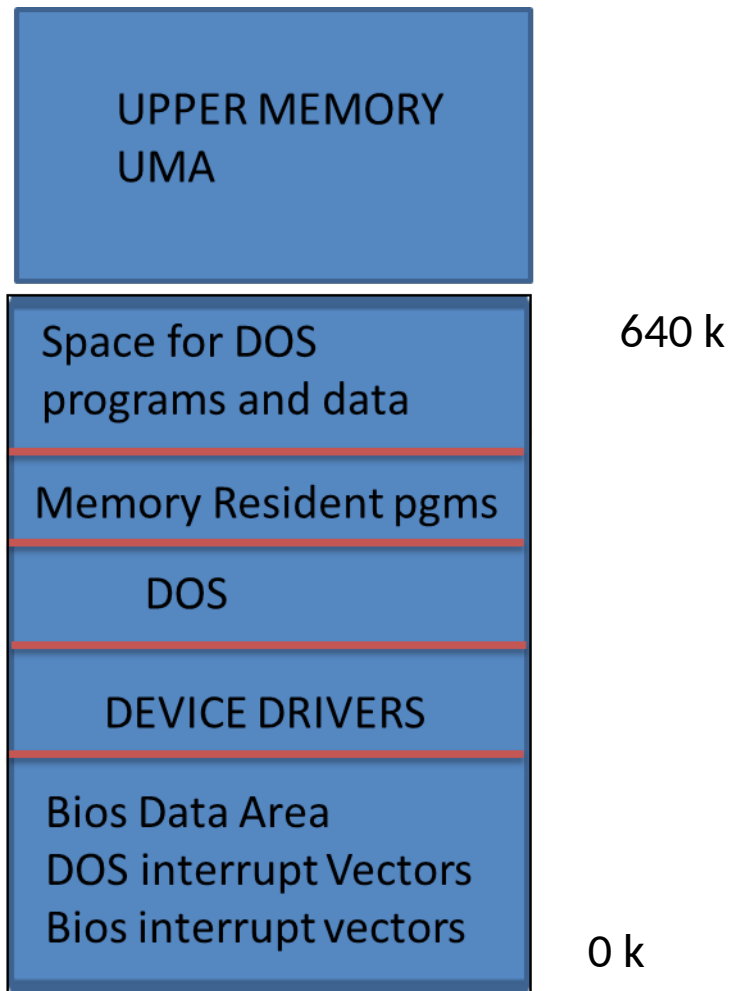 UPPER MEMORY
UMA
640 k
Space for DOS
programs and data
Memory Resident pgms
DOS
DEVICE DRIVERS
Bios Data Area
DOS interrupt Vectors
Bios interrupt vectors
0 k